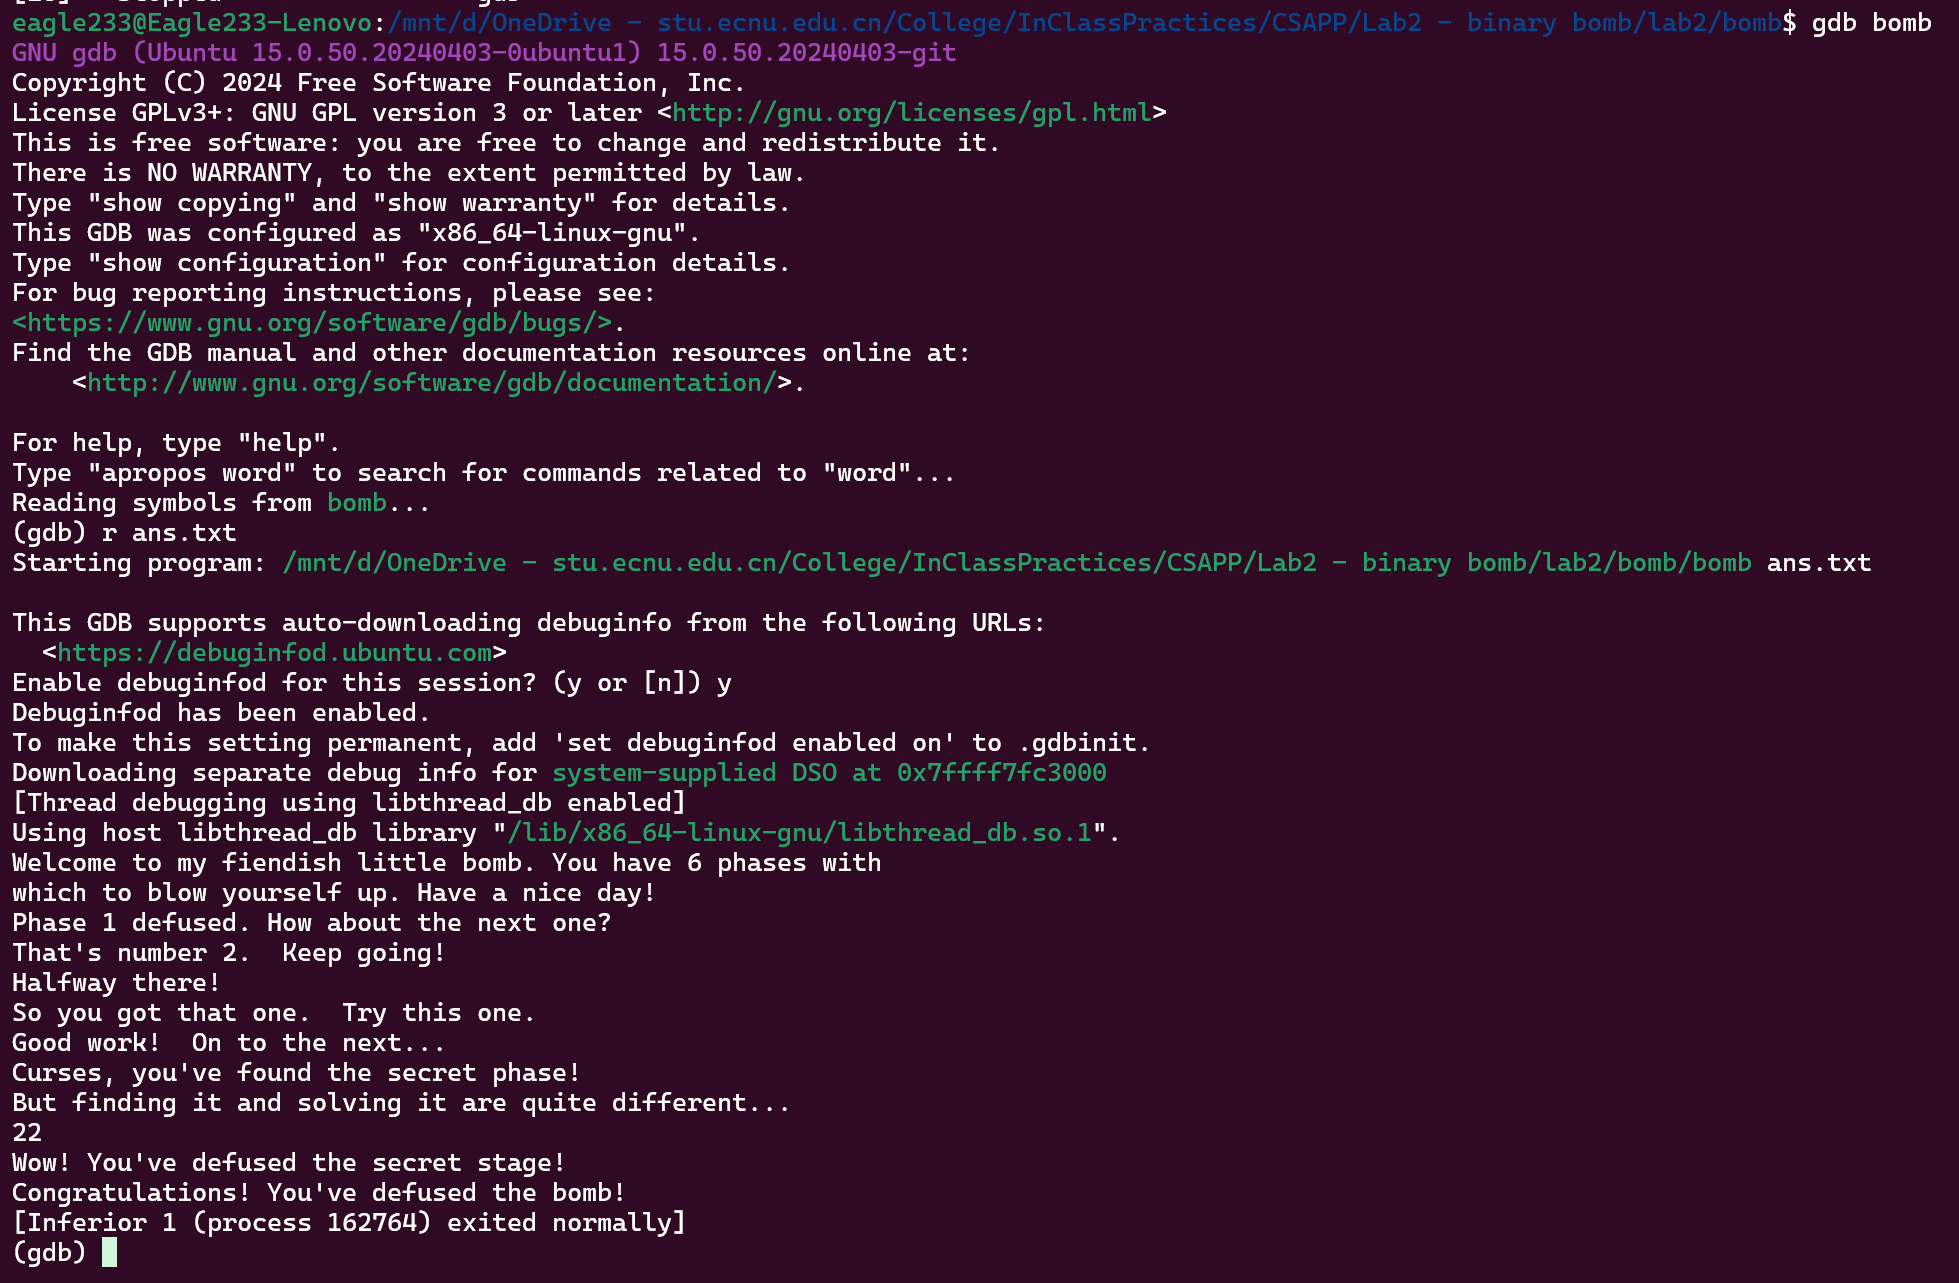 eagle233@Eagle233-Lenovo:/mnt/d/OneDrive - stu.ecnu.edu.cn/College/InClassPractices/CSAPP/Lab2 - binary bomb/lab2/bomb$ gdb bomb
GNU gdb (Ubuntu 15.0.50.20240403-0ubuntu1) 15.0.50.20240403-git
Copyright (C) 2024 Free Software Foundation, Inc.
License GPLv3+: GNU GPL version 3 or later <http://gnu.org/licenses/gpl.html>
This is free software: you are free to change and redistribute it.
There is NO WARRANTY, to the extent permitted by law.
Type "show copying" and "show warranty" for details.
This GDB was configured as "x86_64-linux-gnu".
Type "show configuration" for configuration details.
For bug reporting instructions, please see:
<https://www.gnu.org/software/gdb/bugs/>.
Find the GDB manual and other documentation resources online at:
    <http://www.gnu.org/software/gdb/documentation/>.

For help, type "help".
Type "apropos word" to search for commands related to "word"...
Reading symbols from bomb...
(gdb) r ans.txt
Starting program: /mnt/d/OneDrive - stu.ecnu.edu.cn/College/InClassPractices/CSAPP/Lab2 - binary bomb/lab2/bomb/bomb ans.txt

This GDB supports auto-downloading debuginfo from the following URLs:
  <https://debuginfod.ubuntu.com>
Enable debuginfod for this session? (y or [n]) y
Debuginfod has been enabled.
To make this setting permanent, add 'set debuginfod enabled on' to .gdbinit.
Downloading separate debug info for system-supplied DSO at 0x7ffff7fc3000
[Thread debugging using libthread_db enabled]
Using host libthread_db library "/lib/x86_64-linux-gnu/libthread_db.so.1".
Welcome to my fiendish little bomb. You have 6 phases with
which to blow yourself up. Have a nice day!
Phase 1 defused. How about the next one?
That's number 2.  Keep going!
Halfway there!
So you got that one.  Try this one.
Good work!  On to the next...
Curses, you've found the secret phase!
But finding it and solving it are quite different...
22
Wow! You've defused the secret stage!
Congratulations! You've defused the bomb!
[Inferior 1 (process 162764) exited normally]
(gdb)